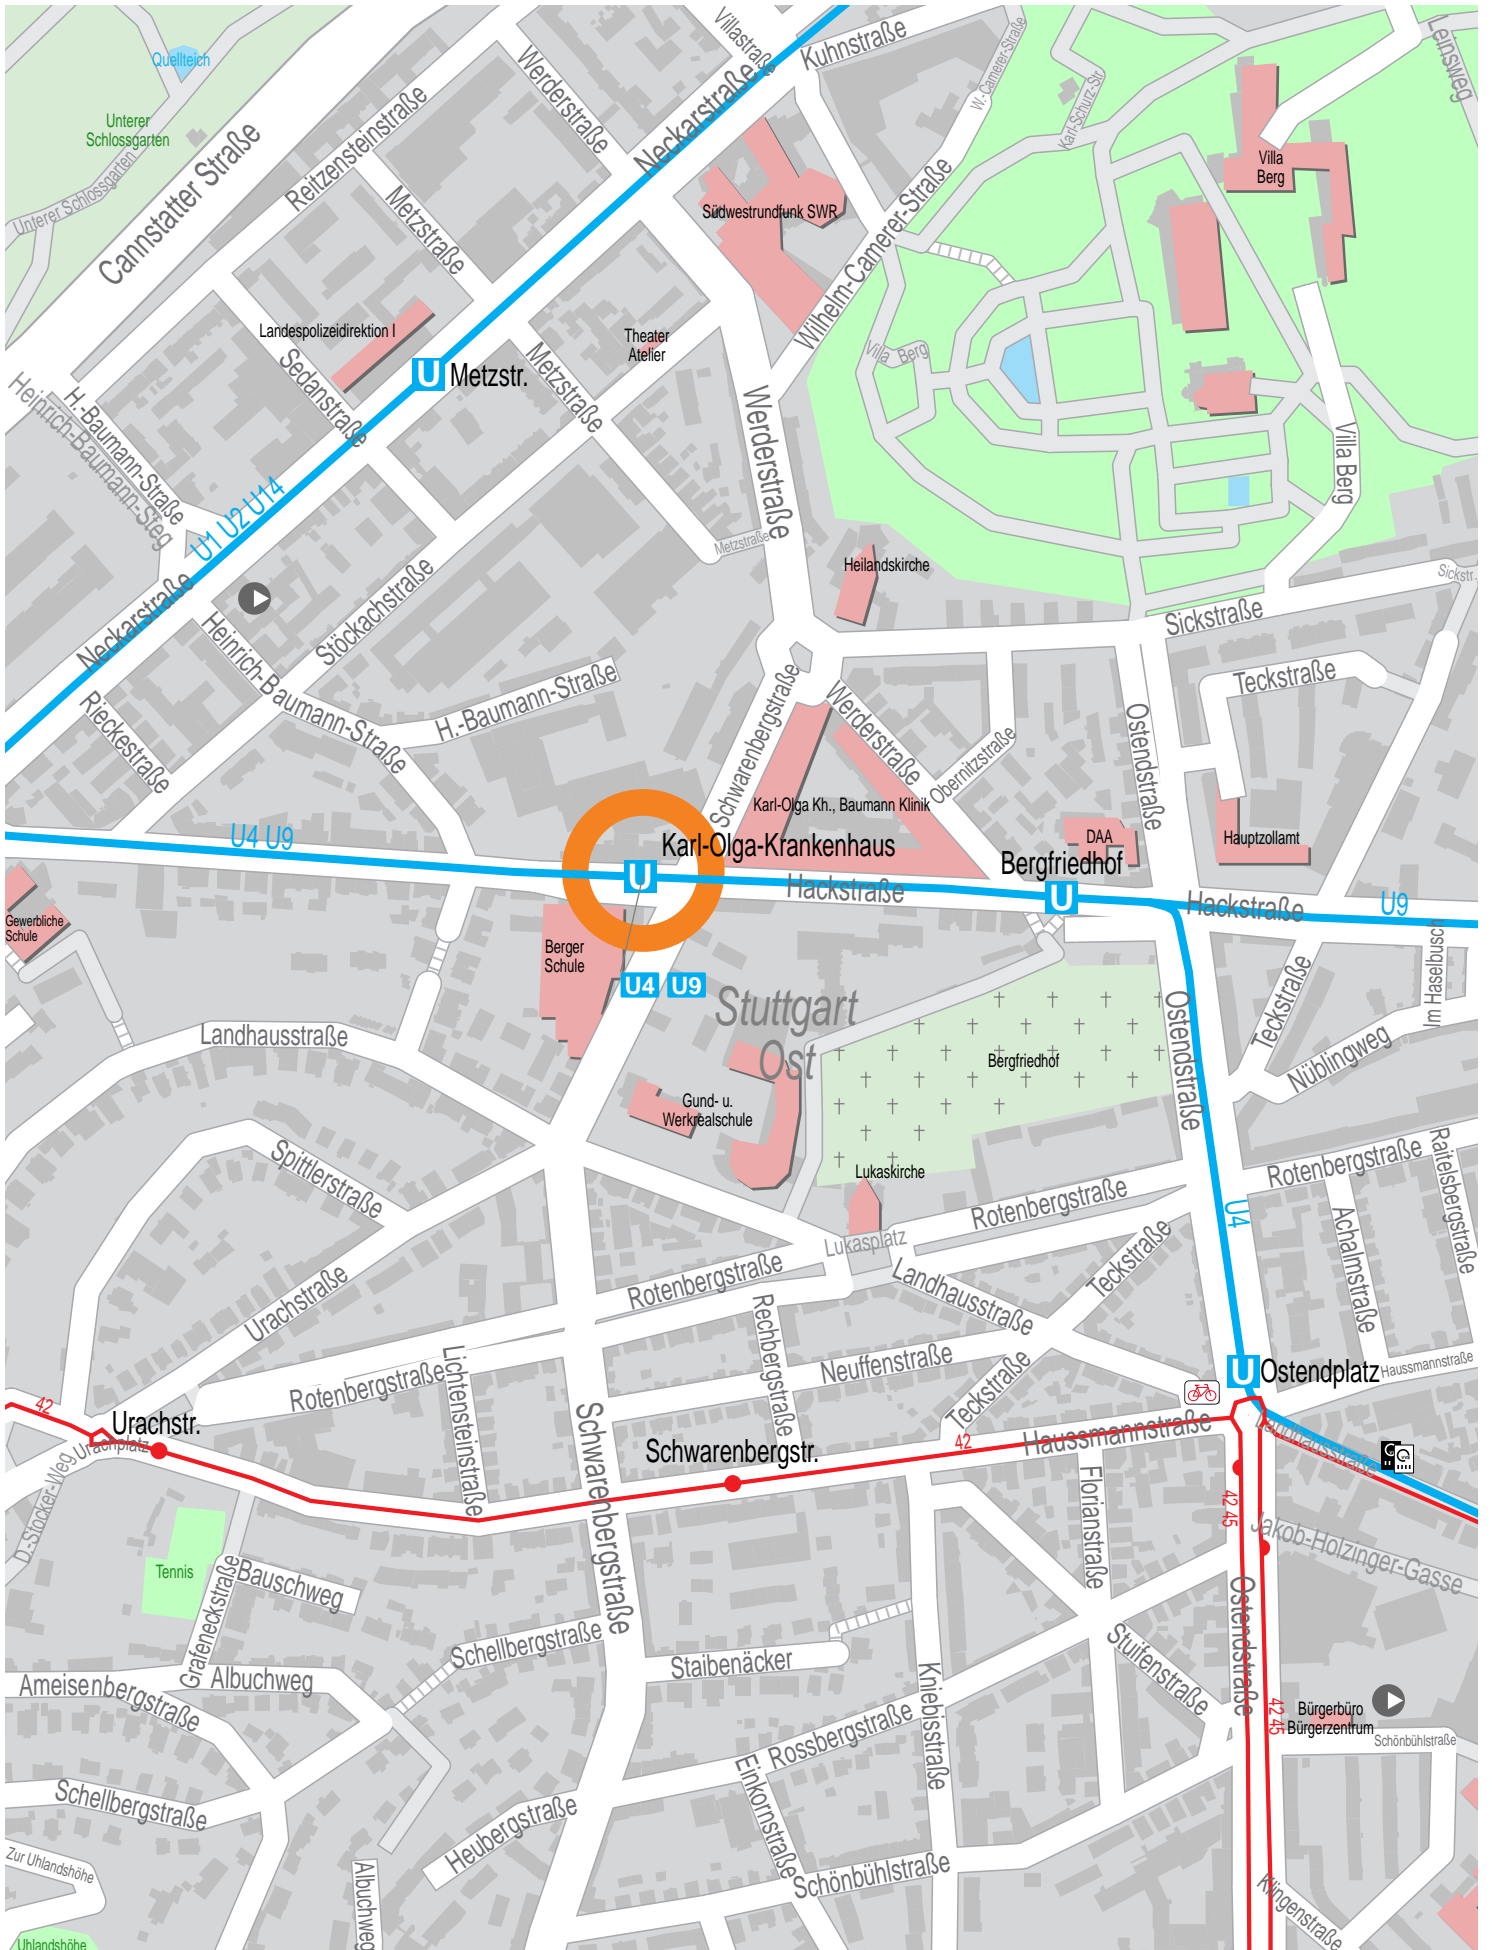 Quellteich
Unterer
Schlossgarten
Unterer Schlossgarten
Cannstatter Straße
Reitzensteinstraße
Werderstraße
Villastraße
Kuhnstraße
Neckarstraße
W.-Camerer-Straße
Karl-Schutz-Str.
Leinsweg
Villa
Berg
Metzstraße
Südwestrundfunk SWR
Wilhelm-Camerer-Straße
Landespolizeidirektion I
Theater
Atelier
Sedanstraße
U Metzstr.
Metzstraße
Villa Berg
Werderstraße
Villa Berg
H.-Baumann-Straße
Heinrich-Baumann-Steg
U1 U2 U14
Metzstraße
Heilandskirche
Sickstr.
Neckarstraße
Stöckachstraße
Heinrich-Baumann-Straße
Sickstraße
Teckstraße
H.-Baumann-Straße
Rieckestraße
Schwarenbergstraße
Werderstraße
Obernitzstraße
Ostendstraße
Karl-Olga Kh., Baumann Klinik
U4 U9
Karl-Olga-Krankenhaus
DAA
Hauptzollamt
Bergfriedhof
U
U
Hackstraße
Hackstraße
U9
Gewerbliche
Schule
Berger
Schule
U4 U9
Stuttgart
Ost
Im Haselbusch
Teckstraße
Ostendstraße
Landhausstraße
Bergfriedhof
Nüblingweg
Gund- u.
Werkrealschule
Spittlerstraße
Lukaskirche
Rotenbergstraße
Rotenbergstraße
Raitelsbergstraße
Lukasplatz
U4
Achalmstraße
Teckstraße
Urachstraße
Rotenbergstraße
Landhausstraße
Rechbergstraße
Neuffenstraße
Lichtensteinstraße
Rotenbergstraße
Teckstraße
U Ostendplatz
Haussmannstraße
42
Urachstr.
Urachplatz
Schwarenbergstr.
42
Haussmannstraße
Landhausstraße
D.-Stocker-Weg
Schwarenbergstraße
Florianstraße
42 45
Jakob-Holzinger-Gasse
Tennis
Grafeneckstraße
Bauschweg
Ostendstraße
Schellbergstraße
Staibenäcker
Stuifenstraße
Ameisenbergstraße
Albuchweg
Kniebisstraße
42 45
Bürgerbüro
Bürgerzentrum
Schönbühlstraße
Rossbergstraße
Einkornstraße
Schellbergstraße
Heubergstraße
Zur Uhlandshöhe
Albuchweg
Schönbühlstraße
Klingenstraße
Uhlandshöhe